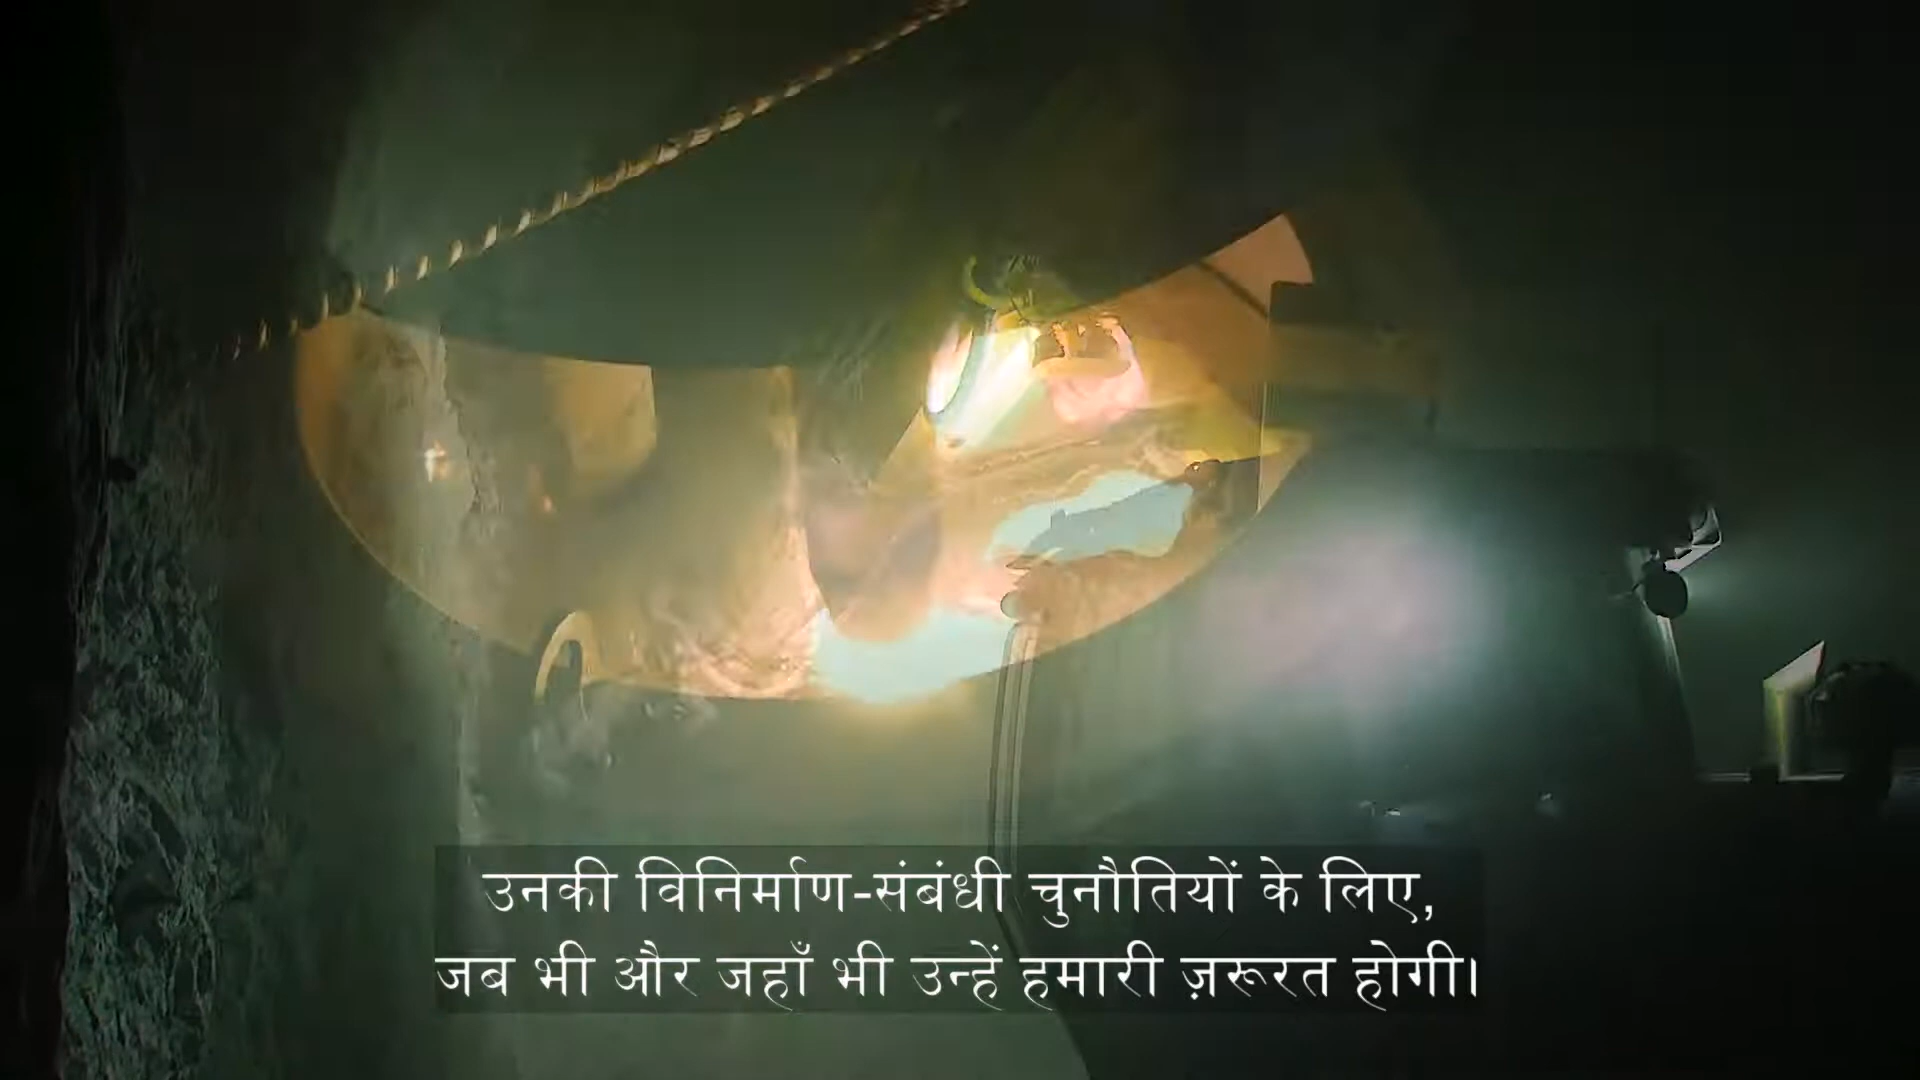 उनकी विनिर्माण-संबंधी चुनौतियों के लिए,
जब भी और जहाँ भी उन्हें हमारी ज़रूरत होगी।